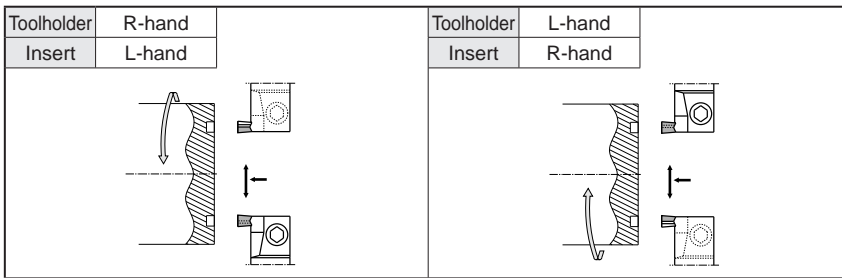 Toolholder R-hand
Insert L-hand
Toolholder L-hand
Insert R-hand